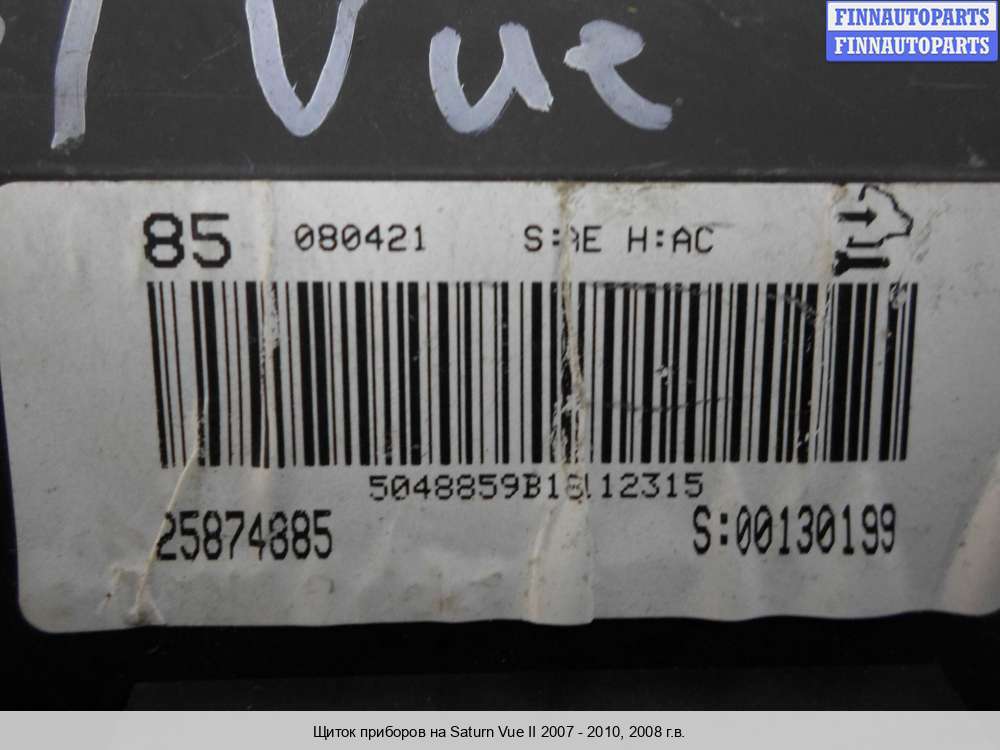 FINNAUTOPARTS
FINNAUTOPARTS
Vue
85 080421 H:AC
25874885 S:00130199
Щиток приборов на Saturn Vue II 2007 - 2010, 2008 г.в.